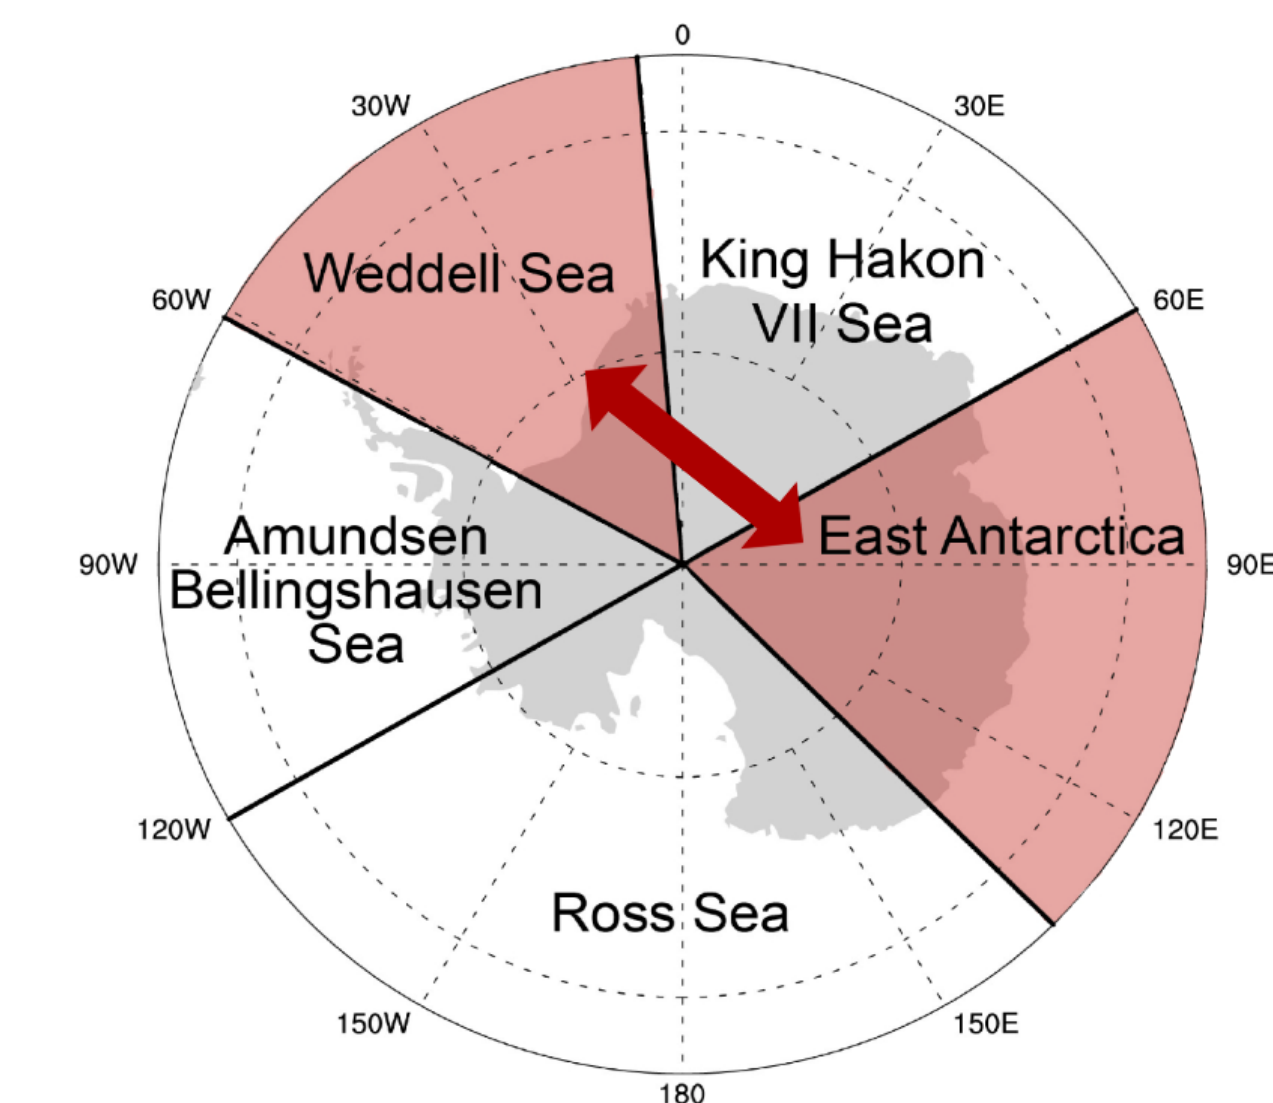 0
30W
30E
60W
60E
Weddell Sea
King Hakon
VII Sea
90W
90E
Amundsen
Bellingshausen
Sea
East Antarctica
120W
120E
Ross Sea
150W
150E
180